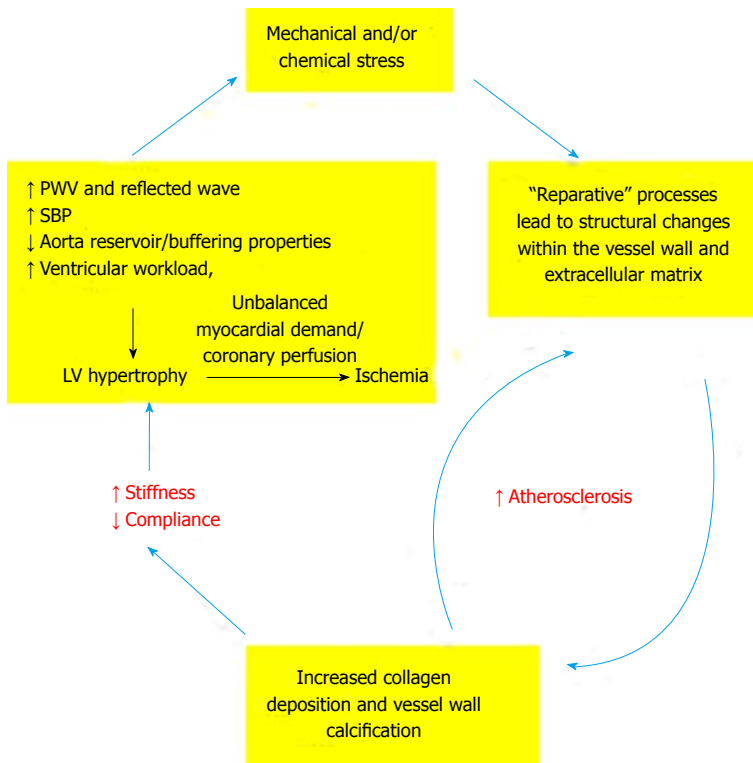 Mechanical and/or
chemical stress
↑ PWV and reflected wave
↑ SBP
↓ Aorta reservoir/buffering properties
↑ Ventricular workload,
Unbalanced
myocardial demand/
coronary perfusion
LV hypertrophy
Ischemia
“Reparative” processes
lead to structural changes
within the vessel wall and
extracellular matrix
↑ Stiffness
↓ Compliance
↑ Atherosclerosis
Increased collagen
deposition and vessel wall
calcification